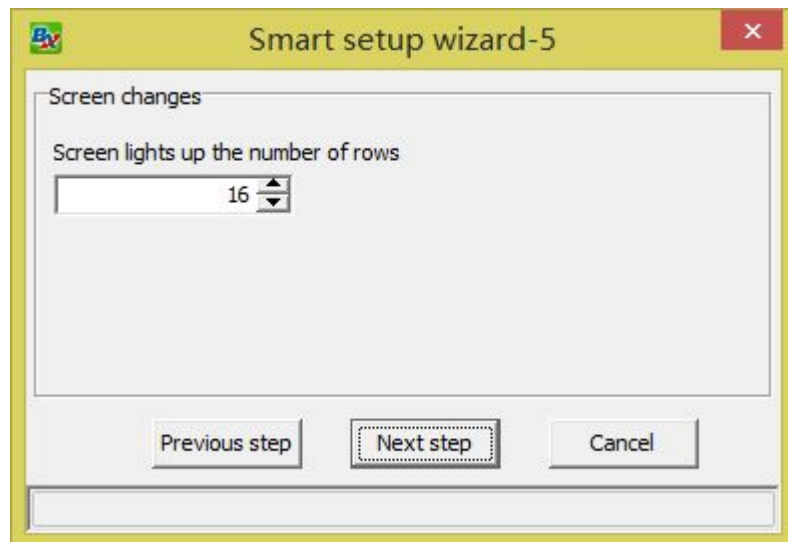 BX
Smart setup wizard-5
Screen changes
Screen lights up the number of rows
16
Previous step
Next step
Cancel